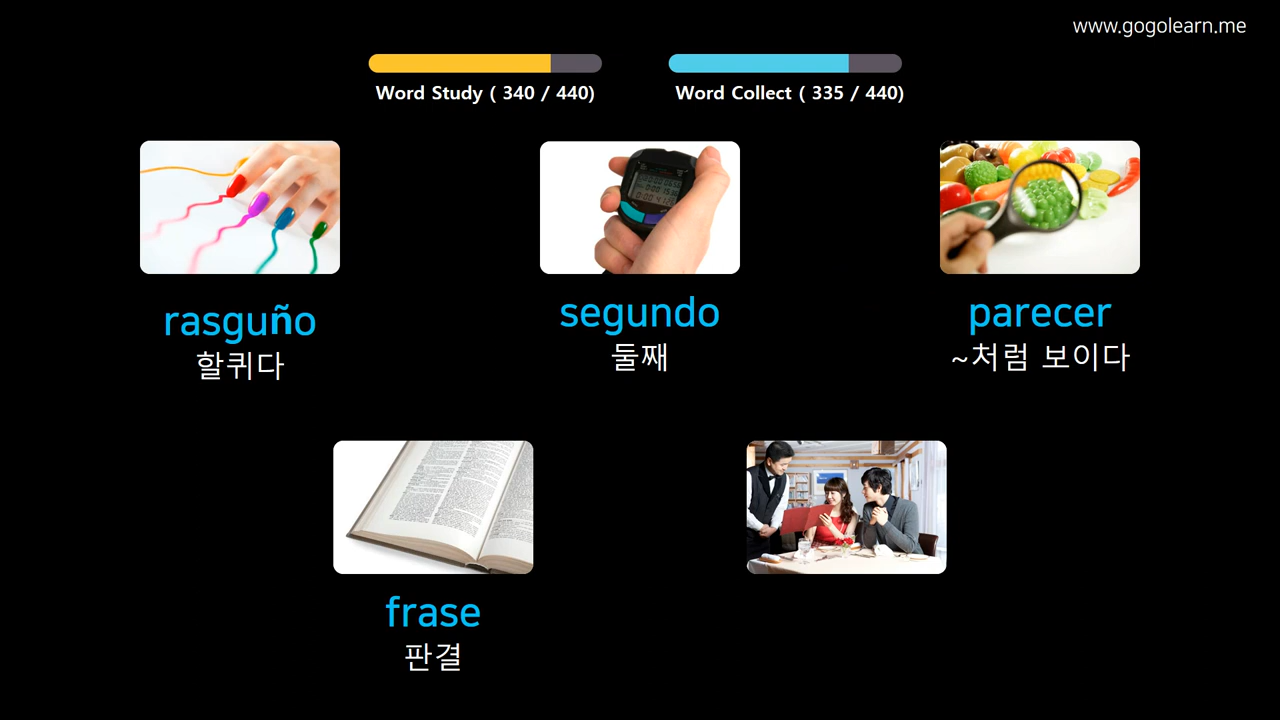 www.gogolearn.me
Word Study ( 340 / 440)
Word Collect ( 335 / 440)
rasguño
할퀴다
segundo
둘째
parecer
~처럼 보이다
frase
판결